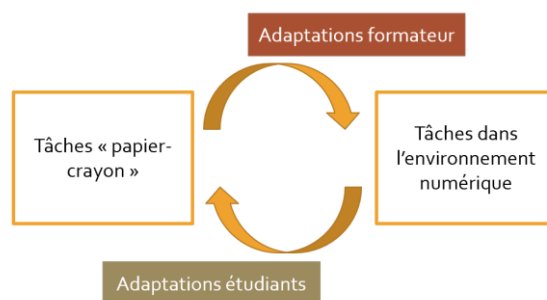 Adaptations formateur
Tâches « papier-
crayon »
Tâches dans
l'environnement
numérique
Adaptations étudiants